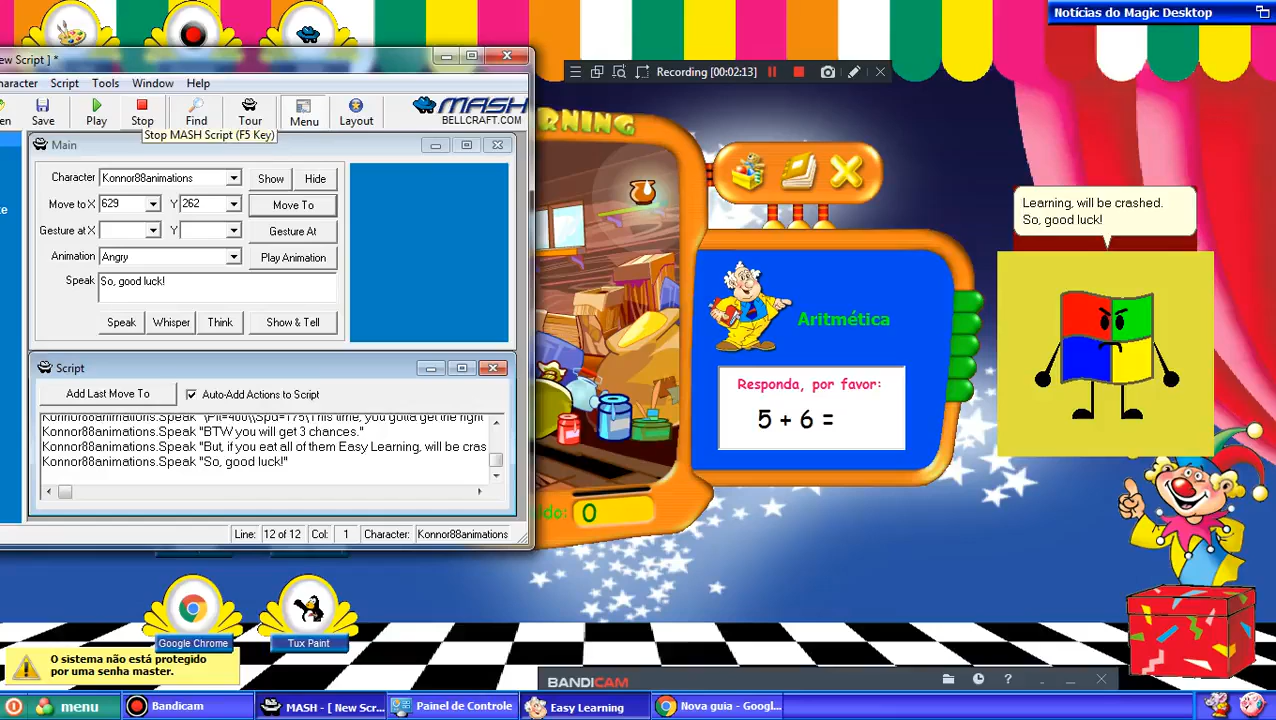 Notícias do Magic Desktop
New Script ] *
Character Script Tools Window Help
Save Play Stop Find Tour Menu Layout
MASH
BELLCRAFT.COM
Stop MASH Script (F5 Key)
Main
Character Konnor88animations Show Hide
Move to X 629 Y 262 Move To
Gesture at X Y Gesture At
Animation Angry Play Animation
Speak So, good luck!
Speak Whisper Think Show & Tell
Script
Add Last Move To Auto-Add Actions to Script
Konnor88animations.Speak "BTW you will get 3 chances."
Konnor88animations.Speak "But, if you eat all of them Easy Learning, will be cras
Konnor88animations.Speak "So, good luck!"
Line: 12 of 12 Col: 1 Character: Konnor88animations
Recording [00:02:13]
RNING
Aritmética
Responda, por favor:
5 + 6 =
ldo: 0
Learning, will be crashed.
So, good luck!
Google Chrome
Tux Paint
O sistema não está protegido
por uma senha master.
BANDICAM
menu Bandicam MASH - [ New Scr... Painel de Controle Easy Learning Nova guia - Googl...